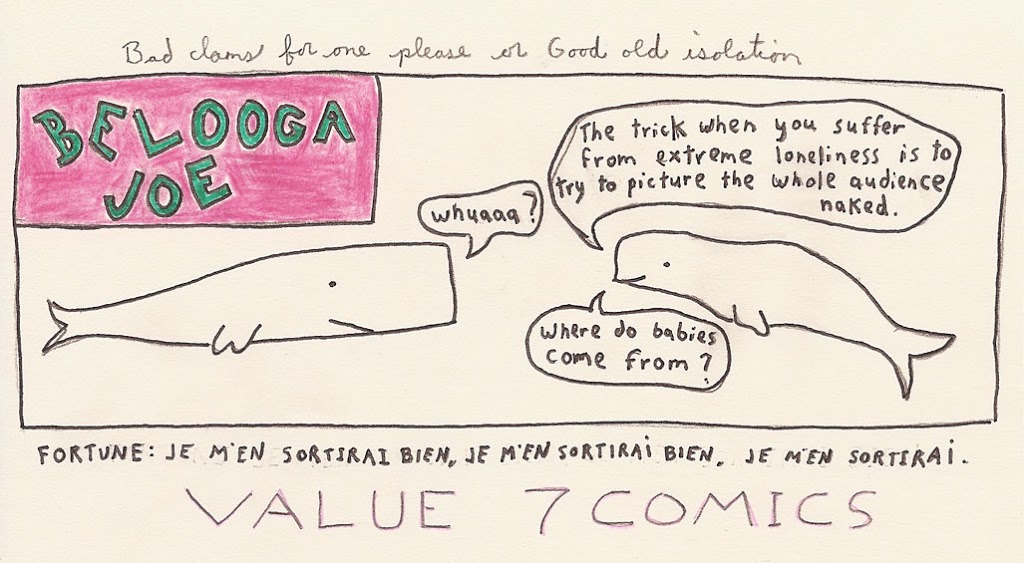 Bad clams for one please or Good old isolation
BELOOGA
JOE
whuaaa?
The trick when you suffer
from extreme loneliness is to
try to picture the whole audience
naked.
where do babies
come from?
FORTUNE: JE M'EN SORTIRAI BIEN, JE M'EN SORTIRAI BIEN. JE M'EN SORTIRAI.
VALUE 7 COMICS